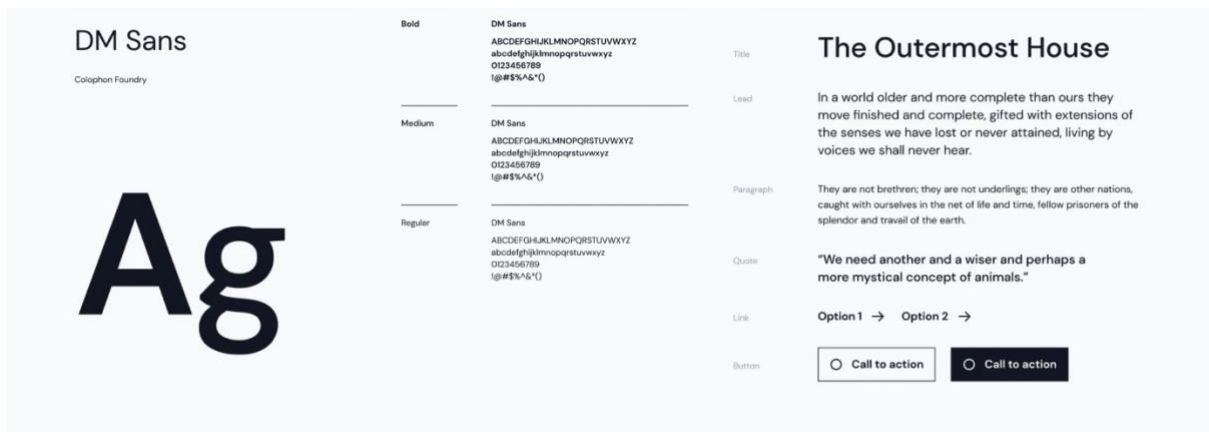 DM Sans
Colophon Foundry
Ag
Bold
DM Sans
ABCDEFGHIJKLMNOPQRSTUVWXYZ
abcdefghijklmnopqrstuvwxyz
0123456789
!@#$%^&*()
Medium
DM Sans
ABCDEFGHIJKLMNOPQRSTUVWXYZ
abcdefghijklmnopqrstuvwxyz
0123456789
!@#$%^&*()
Regular
DM Sans
ABCDEFGHIJKLMNOPQRSTUVWXYZ
abcdefghijklmnopqrstuvwxyz
0123456789
!@#$%^&*()
Title
The Outermost House
Lead
In a world older and more complete than ours they
move finished and complete, gifted with extensions of
the senses we have lost or never attained, living by
voices we shall never hear.
Paragraph
They are not brethren; they are not underlings; they are other nations,
caught with ourselves in the net of life and time, fellow prisoners of the
splendor and travail of the earth.
Quote
“We need another and a wiser and perhaps a
more mystical concept of animals.”
Link
Option 1 → Option 2 →
Button
Call to action Call to action